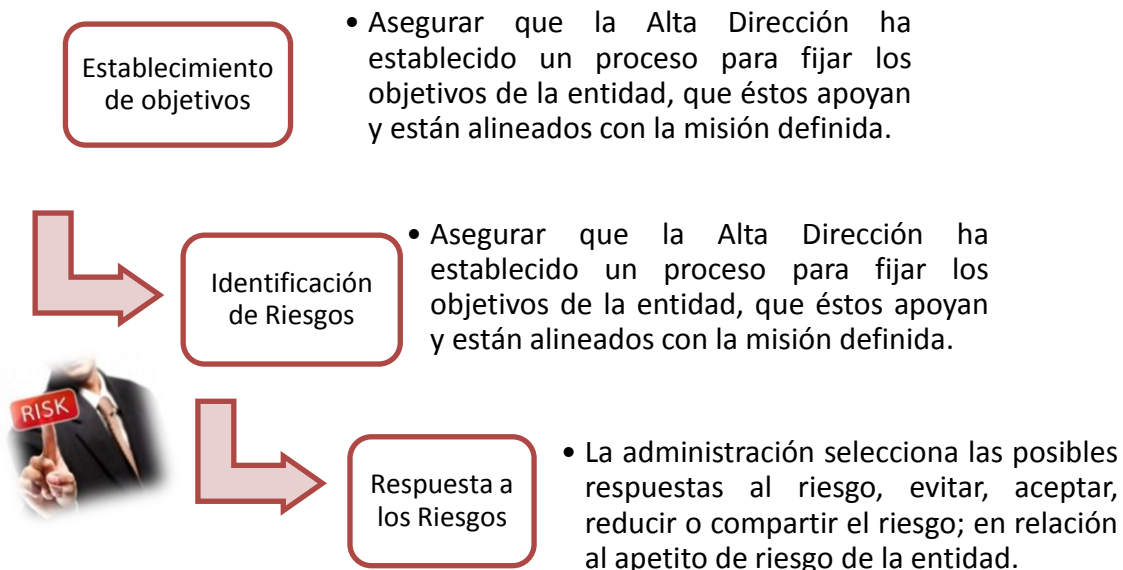 Establecimiento
de objetivos
• Asegurar que la Alta Dirección ha
establecido un proceso para fijar los
objetivos de la entidad, que éstos apoyan
y están alineados con la misión definida.
Identificación
de Riesgos
• Asegurar que la Alta Dirección ha
establecido un proceso para fijar los
objetivos de la entidad, que éstos apoyan
y están alineados con la misión definida.
RISK
Respuesta a
los Riesgos
• La administración selecciona las posibles
respuestas al riesgo, evitar, aceptar,
reducir o compartir el riesgo; en relación
al apetito de riesgo de la entidad.